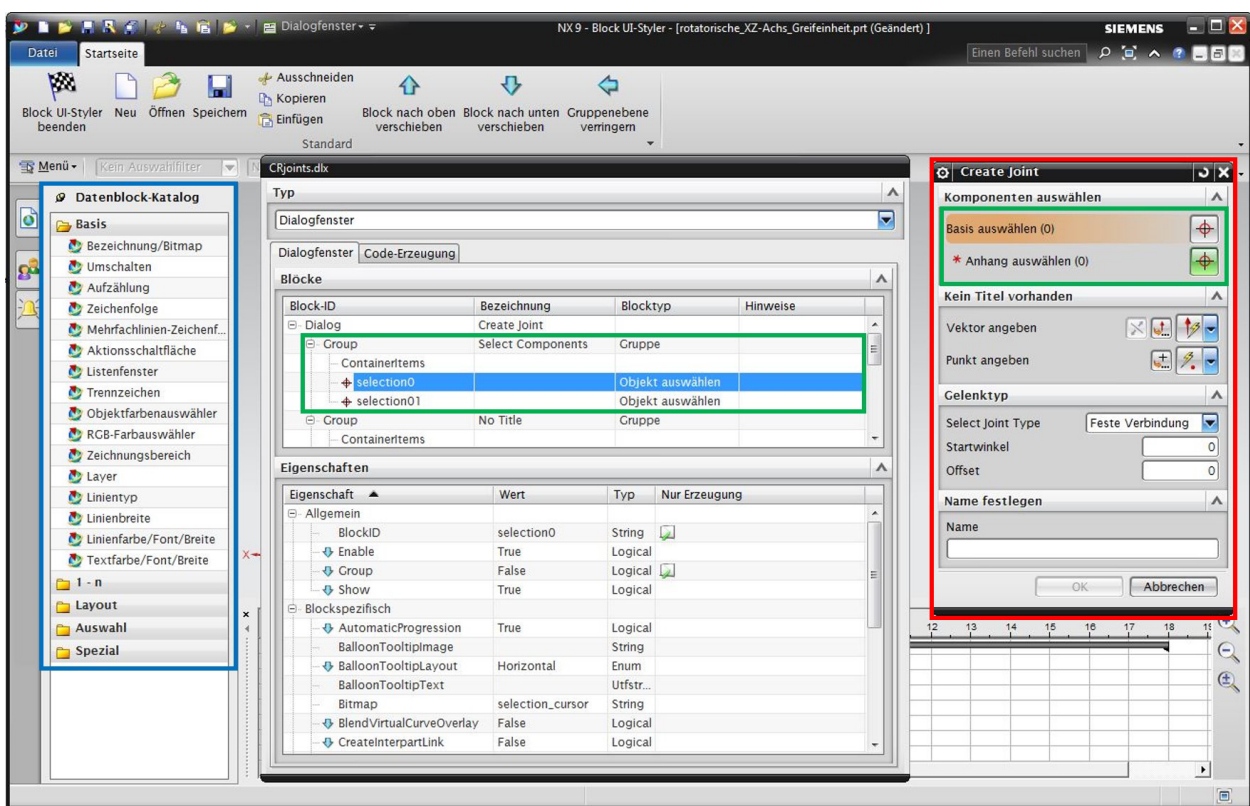 Dialogfenster
NX 9 - Block UI-Styler - [rotatorische_XZ-Achs_Greifeinheit.prt (Geändert) ]
SIEMENS
Datei
Startseite
Einen Befehl suchen
Block UI-Styler beenden
Neu
Öffnen
Speichern
Ausschneiden
Kopieren
Einfügen
Block nach oben verschieben
Block nach unten verschieben
Gruppenebene verringern
Standard
Menü
Kein Auswahlfilter
Datenblock-Katalog
Basis
Bezeichnung/Bitmap
Umschalten
Aufzählung
Zeichenfolge
Mehrfachlinien-Zeichenf...
Aktionsschaltfläche
Listenfenster
Trennzeichen
Objektfarbenauswähler
RGB-Farbauswähler
Zeichnungsbereich
Layer
Linientyp
Linienbreite
Linienfarbe/Font/Breite
Textfarbe/Font/Breite
1 - n
Layout
Auswahl
Spezial
X
CRjoints.dlx
Typ
Dialogfenster
Dialogfenster
Code-Erzeugung
Blöcke
Block-ID Bezeichnung Blocktyp Hinweise
Dialog Create Joint
Group Select Components Gruppe
ContainerItems
selection0 Objekt auswählen
selection01 Objekt auswählen
Group No Title Gruppe
ContainerItems
Eigenschaften
Eigenschaft Wert Typ Nur Erzeugung
Allgemein
BlockID selection0 String
Enable True Logical
Group False Logical
Show True Logical
Blockspezifisch
AutomaticProgression True Logical
BalloonTooltipImage String
BalloonTooltipLayout Horizontal Enum
BalloonTooltipText Utfstr...
Bitmap selection_cursor String
BlendVirtualCurveOverlay False Logical
CreateInterpartLink False Logical
Create Joint
Komponenten auswählen
Basis auswählen (0)
* Anhang auswählen (0)
Kein Titel vorhanden
Vektor angeben
Punkt angeben
Gelenktyp
Select Joint Type Feste Verbindung
Startwinkel 0
Offset 0
Name festlegen
Name
OK Abbrechen
12 13 14 15 16 17 18